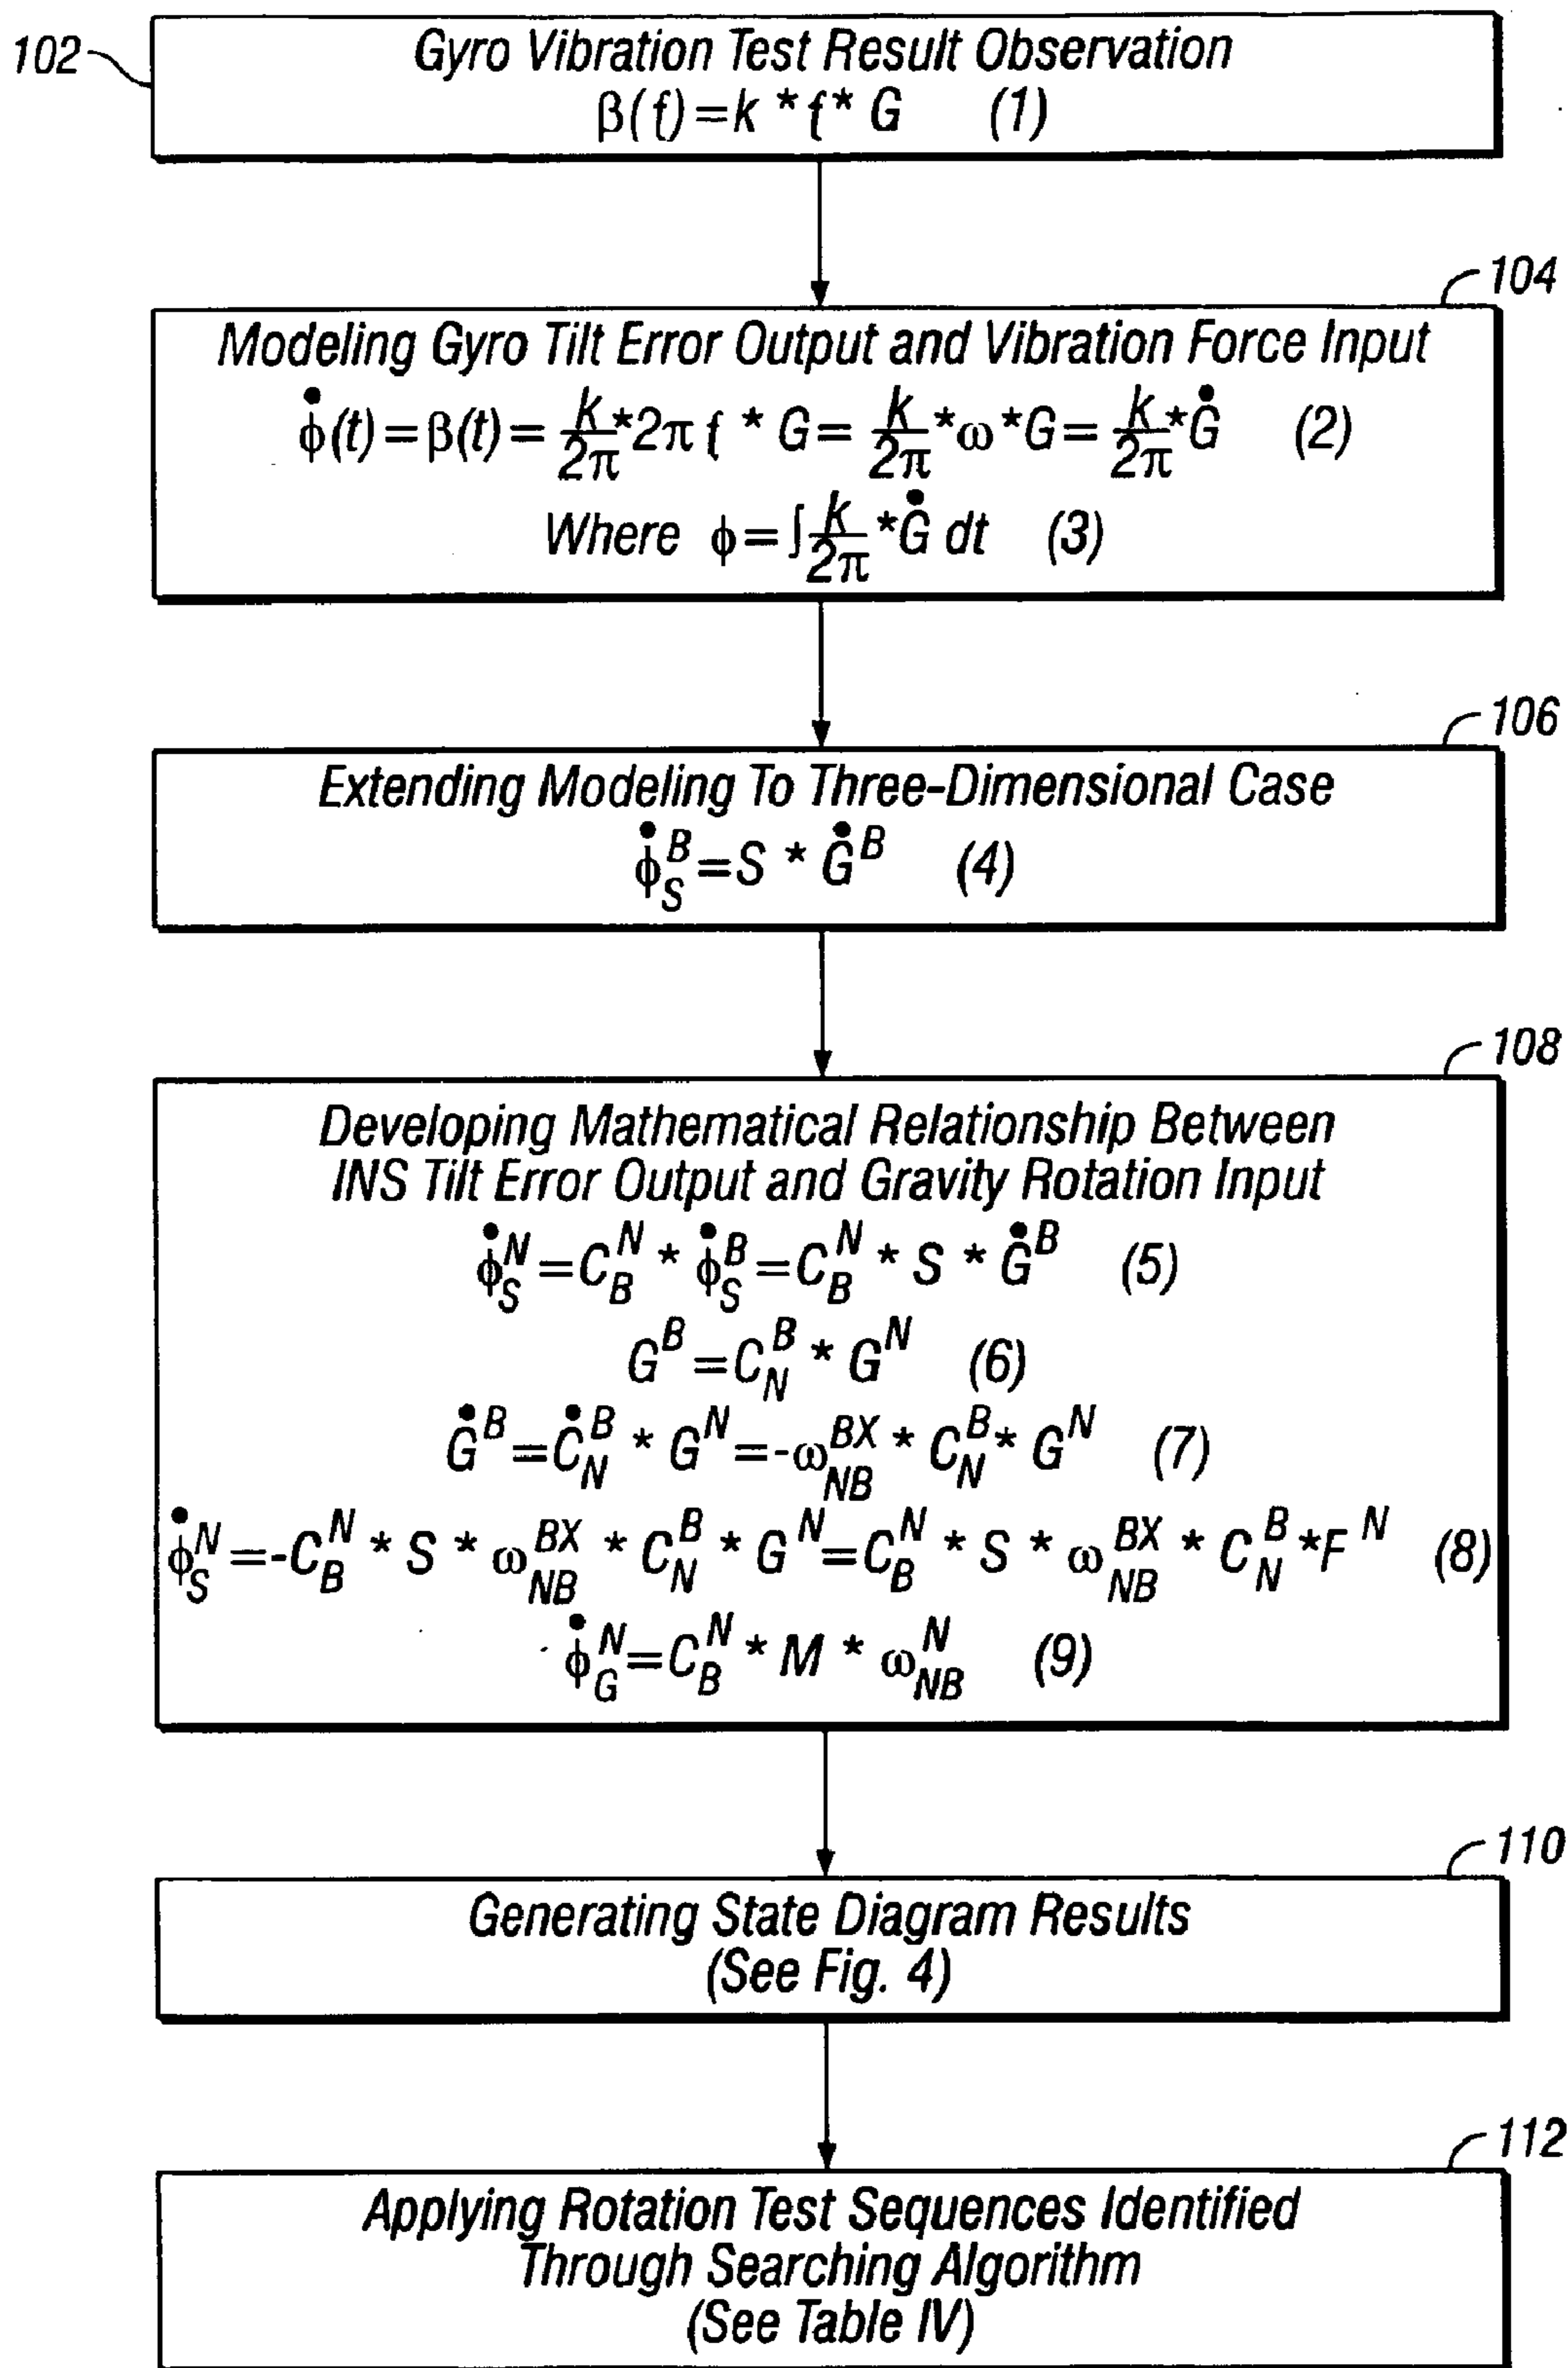 102
Gyro Vibration Test Result Observation
β(f)=k * f * G (1)
104
Modeling Gyro Tilt Error Output and Vibration Force Input
φ̇(t)=β(t)=k/2π*2π f * G=k/2π*ω*G=k/2π*Ġ (2)
Where φ=∫k/2π*Ġ dt (3)
106
Extending Modeling To Three-Dimensional Case
φ̇_S^B=S * Ġ^B (4)
108
Developing Mathematical Relationship Between
INS Tilt Error Output and Gravity Rotation Input
φ̇_S^N=C_B^N * φ̇_S^B=C_B^N * S * Ġ^B (5)
G^B=C_N^B * G^N (6)
Ġ^B=Ċ_N^B * G^N=-ω_NB^BX * C_N^B * G^N (7)
φ̇_S^N=-C_B^N * S * ω_NB^BX * C_N^B * G^N=C_B^N * S * ω_NB^BX * C_N^B *F^N (8)
φ̇_G^N=C_B^N * M * ω_NB^N (9)
110
Generating State Diagram Results
(See Fig. 4)
112
Applying Rotation Test Sequences Identified
Through Searching Algorithm
(See Table IV)